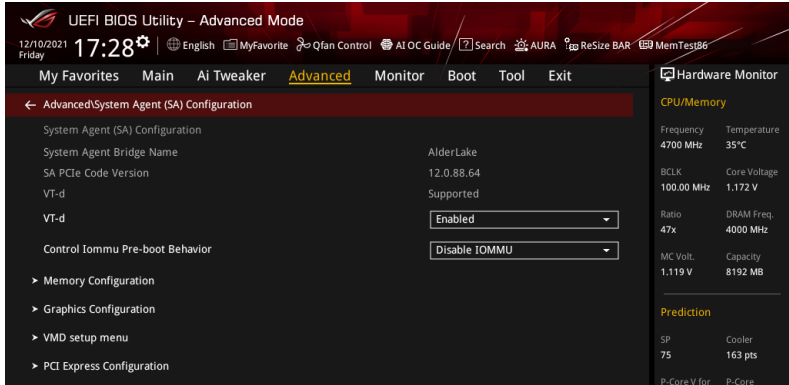 UEFI BIOS Utility – Advanced Mode
12/10/2021 Friday 17:28 English MyFavorite Qfan Control AI OC Guide ? Search AURA ReSize BAR MemTest86
My Favorites Main Ai Tweaker Advanced Monitor Boot Tool Exit
← Advanced\System Agent (SA) Configuration
System Agent (SA) Configuration
System Agent Bridge Name AlderLake
SA PCIe Code Version 12.0.88.64
VT-d Supported
VT-d Enabled
Control Iommu Pre-boot Behavior Disable IOMMU
➤ Memory Configuration
➤ Graphics Configuration
➤ VMD setup menu
➤ PCI Express Configuration
Hardware Monitor
CPU/Memory
Frequency Temperature
4700 MHz 35°C
BCLK Core Voltage
100.00 MHz 1.172 V
Ratio DRAM Freq.
47x 4000 MHz
MC Volt. Capacity
1.119 V 8192 MB
Prediction
SP Cooler
75 163 pts
P-Core V for P-Core